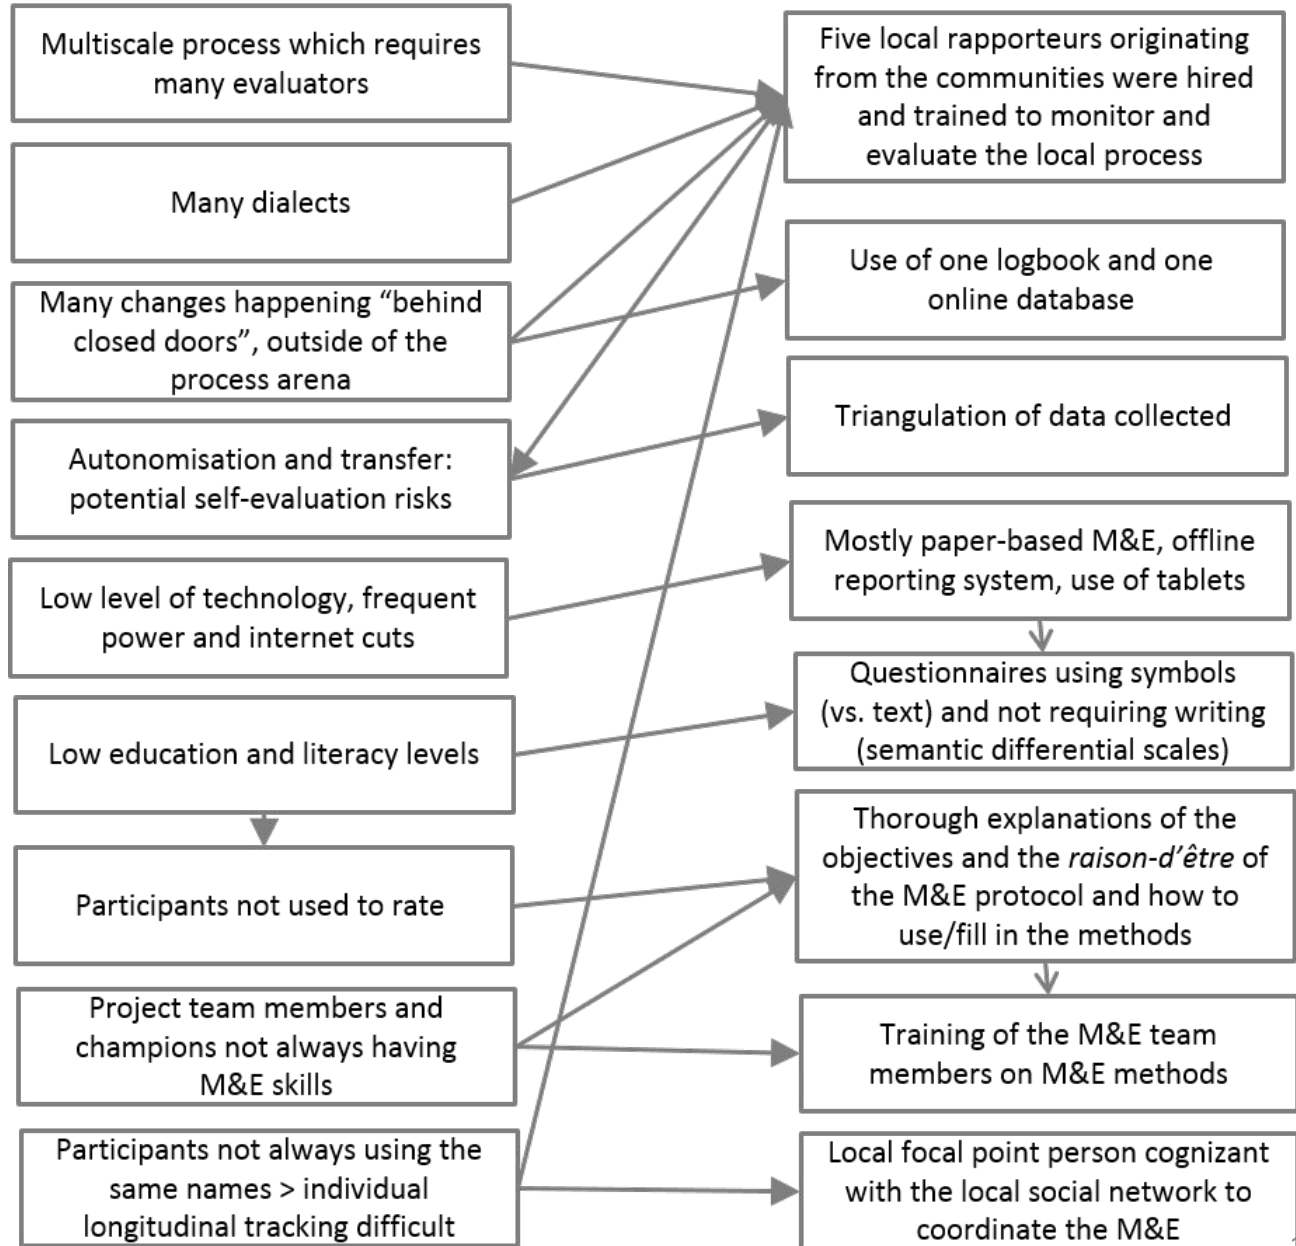 Multiscale process which requires
many evaluators
Many dialects
Many changes happening “behind
closed doors”, outside of the
process arena
Autonomisation and transfer:
potential self-evaluation risks
Low level of technology, frequent
power and internet cuts
Low education and literacy levels
Participants not used to rate
Project team members and
champions not always having
M&E skills
Participants not always using the
same names > individual
longitudinal tracking difficult
Five local rapporteurs originating
from the communities were hired
and trained to monitor and
evaluate the local process
Use of one logbook and one
online database
Triangulation of data collected
Mostly paper-based M&E, offline
reporting system, use of tablets
Questionnaires using symbols
(vs. text) and not requiring writing
(semantic differential scales)
Thorough explanations of the
objectives and the raison-d’être of
the M&E protocol and how to
use/fill in the methods
Training of the M&E team
members on M&E methods
Local focal point person cognizant
with the local social network to
coordinate the M&E